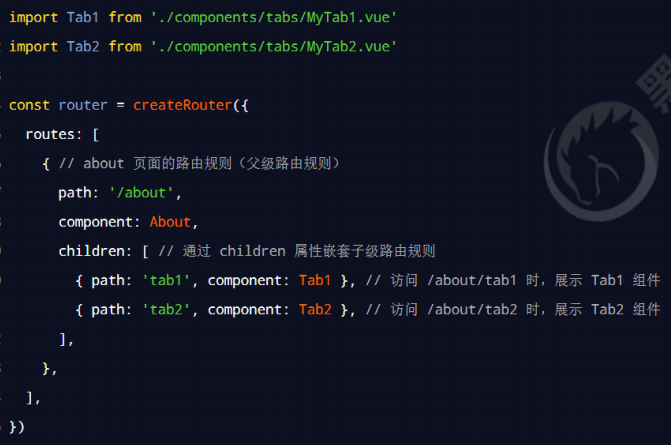 import Tab1 from './components/tabs/MyTab1.vue'
import Tab2 from './components/tabs/MyTab2.vue'
const router = createRouter({
routes: [
{ // about 页面的路由规则（父级路由规则）
path: '/about',
component: About,
children: [ // 通过 children 属性嵌套子级路由规则
{ path: 'tab1', component: Tab1 }, // 访问 /about/tab1 时，展示 Tab1 组件
{ path: 'tab2', component: Tab2 }, // 访问 /about/tab2 时，展示 Tab2 组件
],
},
],
})
黑